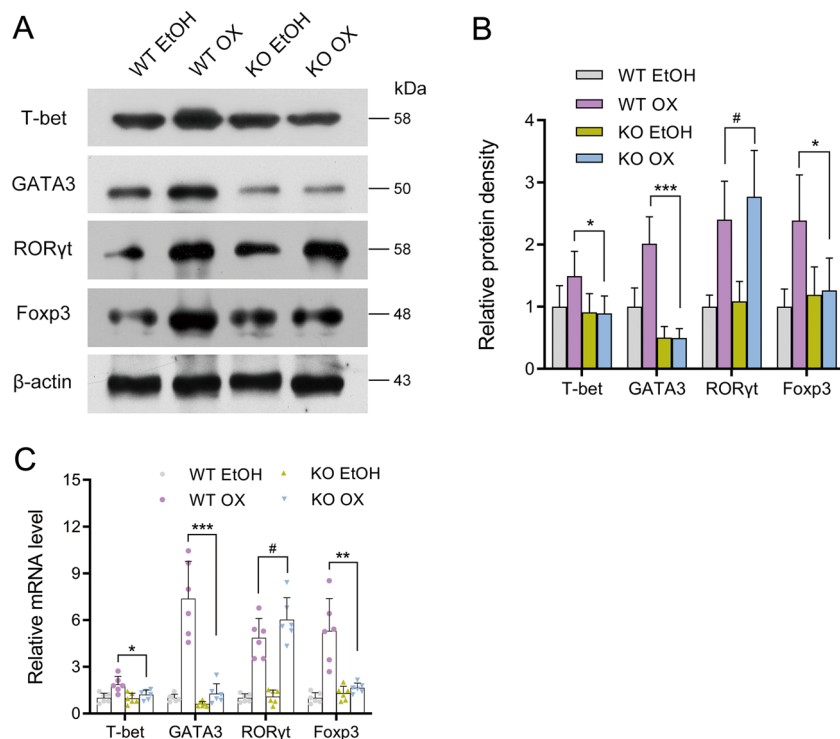 A
WT EtOH
WT OX
KO EtOH
KO OX
kDa
T-bet
58
GATA3
50
RORγt
58
Foxp3
48
β-actin
43
B
WT EtOH
WT OX
KO EtOH
KO OX
Relative protein density
4
3
2
1
0
*
***
#
*
T-bet
GATA3
RORγt
Foxp3
C
WT EtOH
KO EtOH
WT OX
KO OX
Relative mRNA level
15
12
9
6
3
0
*
***
#
**
T-bet
GATA3
RORγt
Foxp3